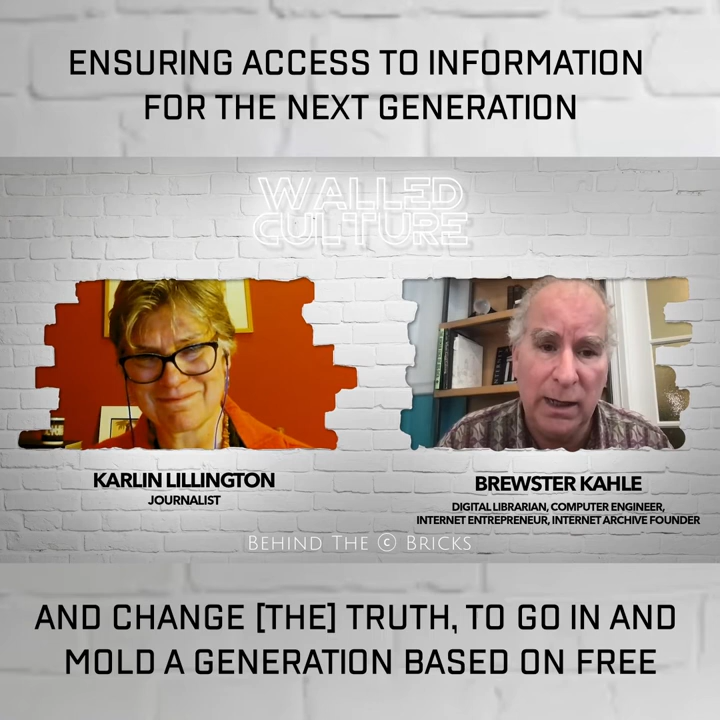 ENSURING ACCESS TO INFORMATION
FOR THE NEXT GENERATION
WALLED
CULTURE
KARLIN LILLINGTON
JOURNALIST
BREWSTER KAHLE
DIGITAL LIBRARIAN, COMPUTER ENGINEER,
INTERNET ENTREPRENEUR, INTERNET ARCHIVE FOUNDER
BEHIND THE © BRICKS
AND CHANGE [THE] TRUTH, TO GO IN AND
MOLD A GENERATION BASED ON FREE